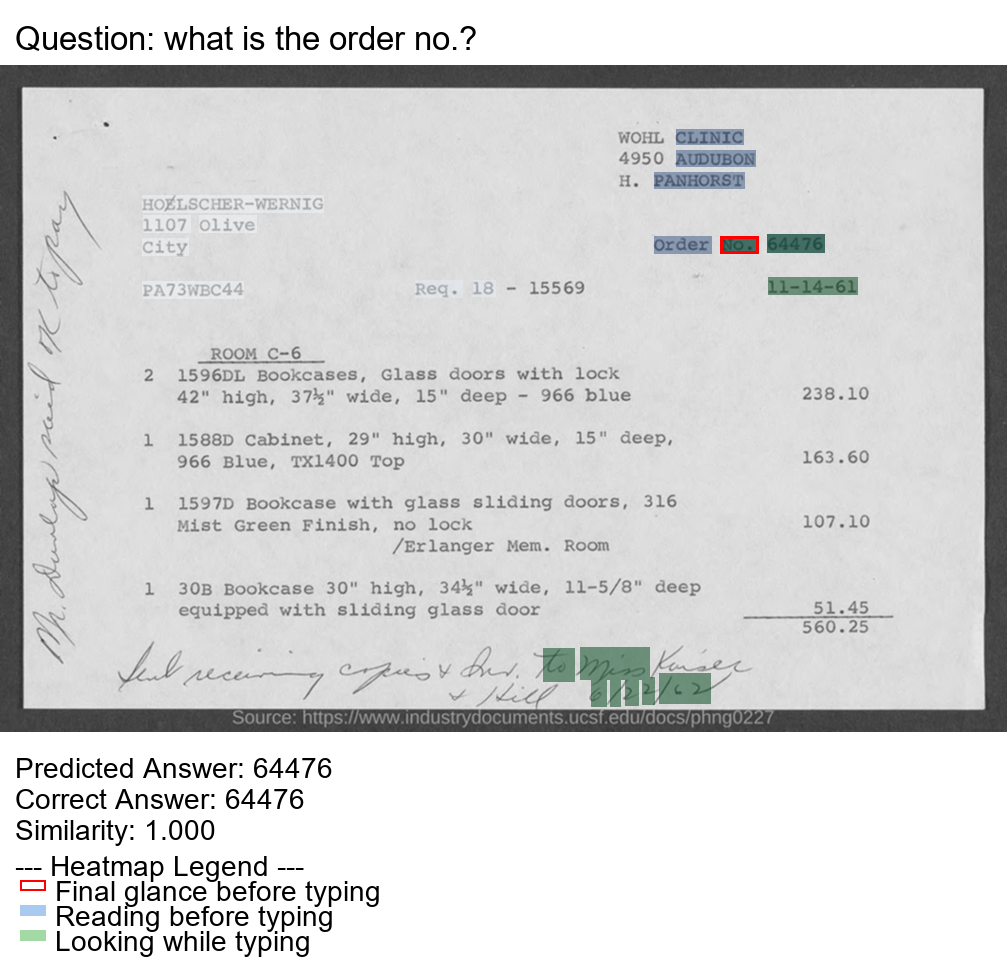 Question: what is the order no.?
WOHL CLINIC
4950 AUDUBON
H. PANHORST
HOELSCHER-WERNIG
1107 Olive
City
Order No. 64476
PA73WBC44 Req. 18 - 15569 11-14-61
ROOM C-6
2 1596DL Bookcases, Glass doors with lock
42" high, 37½" wide, 15" deep - 966 blue 238.10
1 1588D Cabinet, 29" high, 30" wide, 15" deep,
966 Blue, TX1400 Top 163.60
1 1597D Bookcase with glass sliding doors, 316
Mist Green Finish, no lock 107.10
/Erlanger Mem. Room
1 30B Bookcase 30" high, 34½" wide, 11-5/8" deep
equipped with sliding glass door 51.45
560.25
Mr. Dunlap said OK to pay
Sent receiving copies & Inv. to Miss Kaiser
& Hill 6/22/62
Source: https://www.industrydocuments.ucsf.edu/docs/phng0227
Predicted Answer: 64476
Correct Answer: 64476
Similarity: 1.000
--- Heatmap Legend ---
Final glance before typing
Reading before typing
Looking while typing